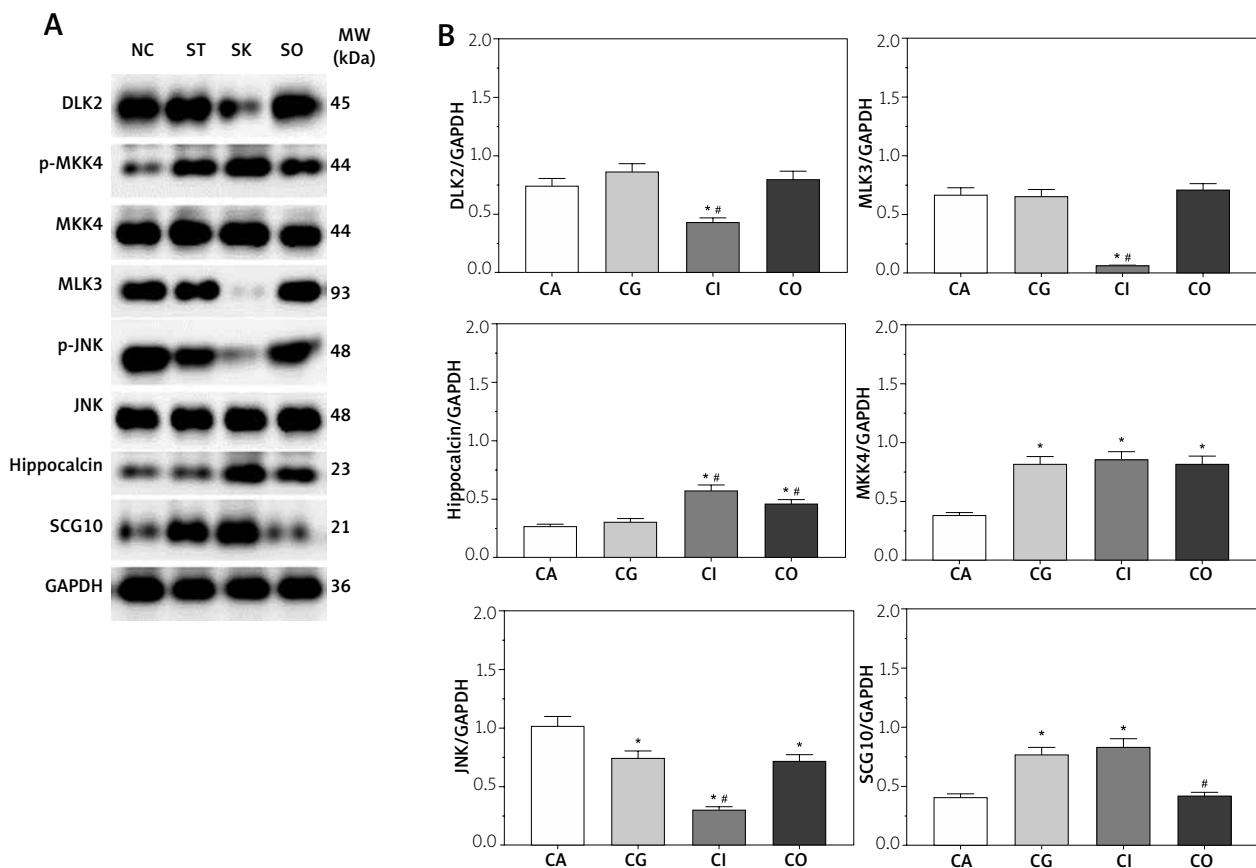 A
NC ST SK SO MW
(kDa)
DLK2 45
p-MKK4 44
MKK4 44
MLK3 93
p-JNK 48
JNK 48
Hippocalcin 23
SCG10 21
GAPDH 36
B
DLK2/GAPDH
2.0
1.5
1.0
0.5
0.0
* #
CA CG CI CO
MLK3/GAPDH
2.0
1.5
1.0
0.5
0.0
* #
CA CG CI CO
Hippocalcin/GAPDH
2.0
1.5
1.0
0.5
0.0
* # * #
CA CG CI CO
MKK4/GAPDH
2.0
1.5
1.0
0.5
0.0
* * *
CA CG CI CO
JNK/GAPDH
2.0
1.5
1.0
0.5
0.0
* * # *
CA CG CI CO
SCG10/GAPDH
2.0
1.5
1.0
0.5
0.0
* * #
CA CG CI CO